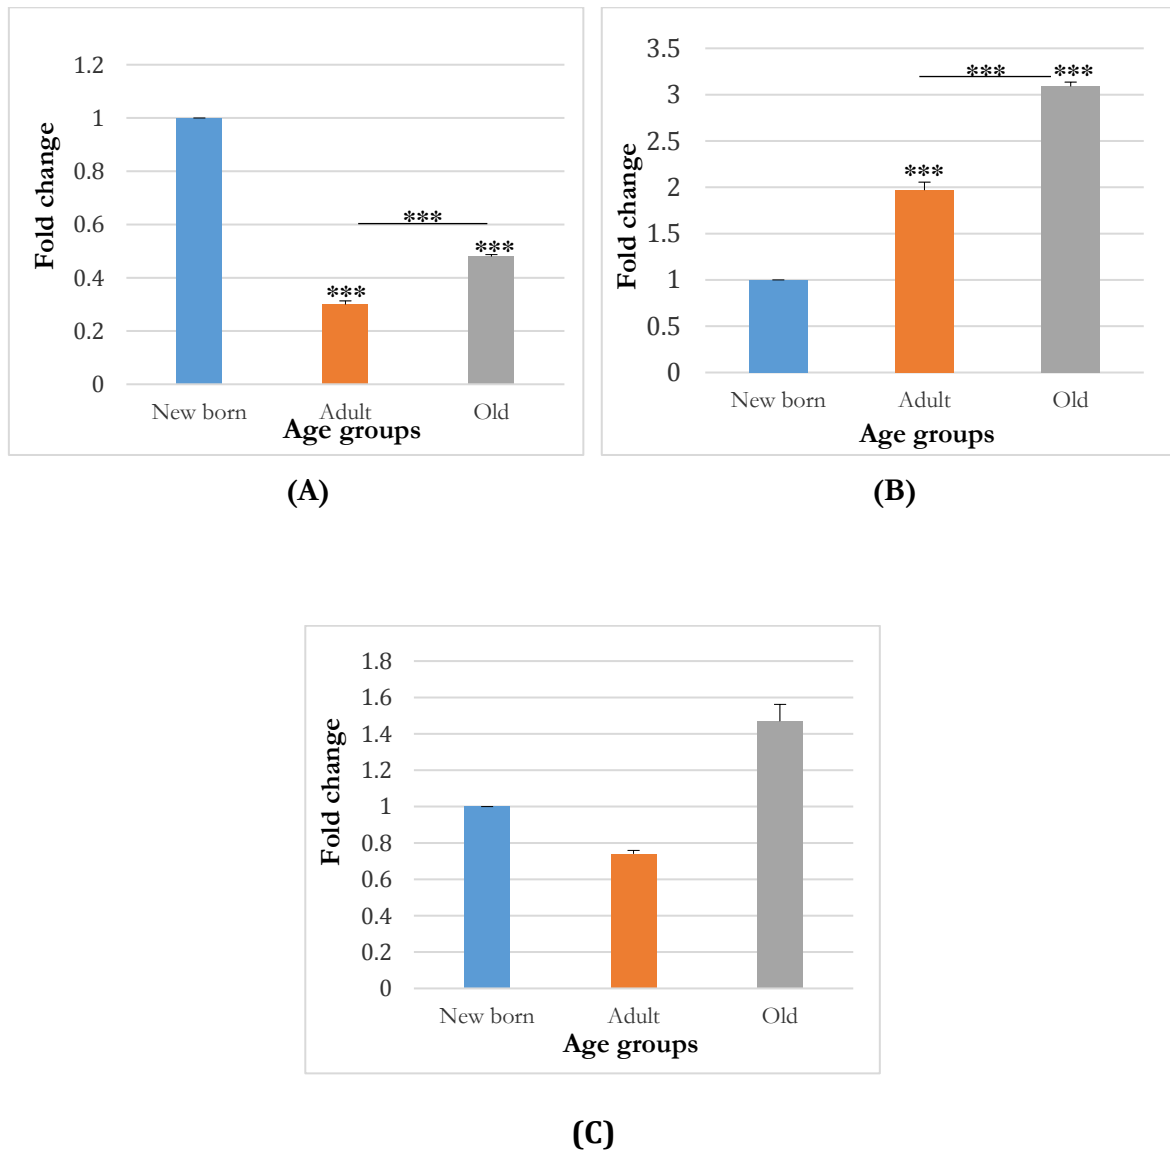 1.2
1
0.8
0.6
0.4
0.2
0
Fold change
***
***
***
New born Adult Old
Age groups
(A)
3.5
3
2.5
2
1.5
1
0.5
0
Fold change
*** ***
***
New born Adult Old
Age groups
(B)
1.8
1.6
1.4
1.2
1
0.8
0.6
0.4
0.2
0
Fold change
New born Adult Old
Age groups
(C)